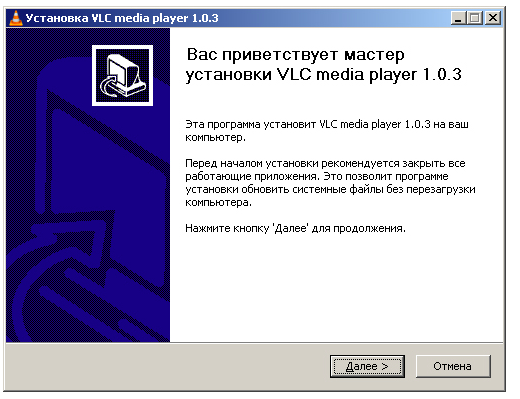 Установка VLC media player 1.0.3
Вас приветствует мастер
установки VLC media player 1.0.3
Эта программа установит VLC media player 1.0.3 на ваш
компьютер.
Перед началом установки рекомендуется закрыть все
работающие приложения. Это позволит программе
установки обновить системные файлы без перезагрузки
компьютера.
Нажмите кнопку 'Далее' для продолжения.
Далее >
Отмена